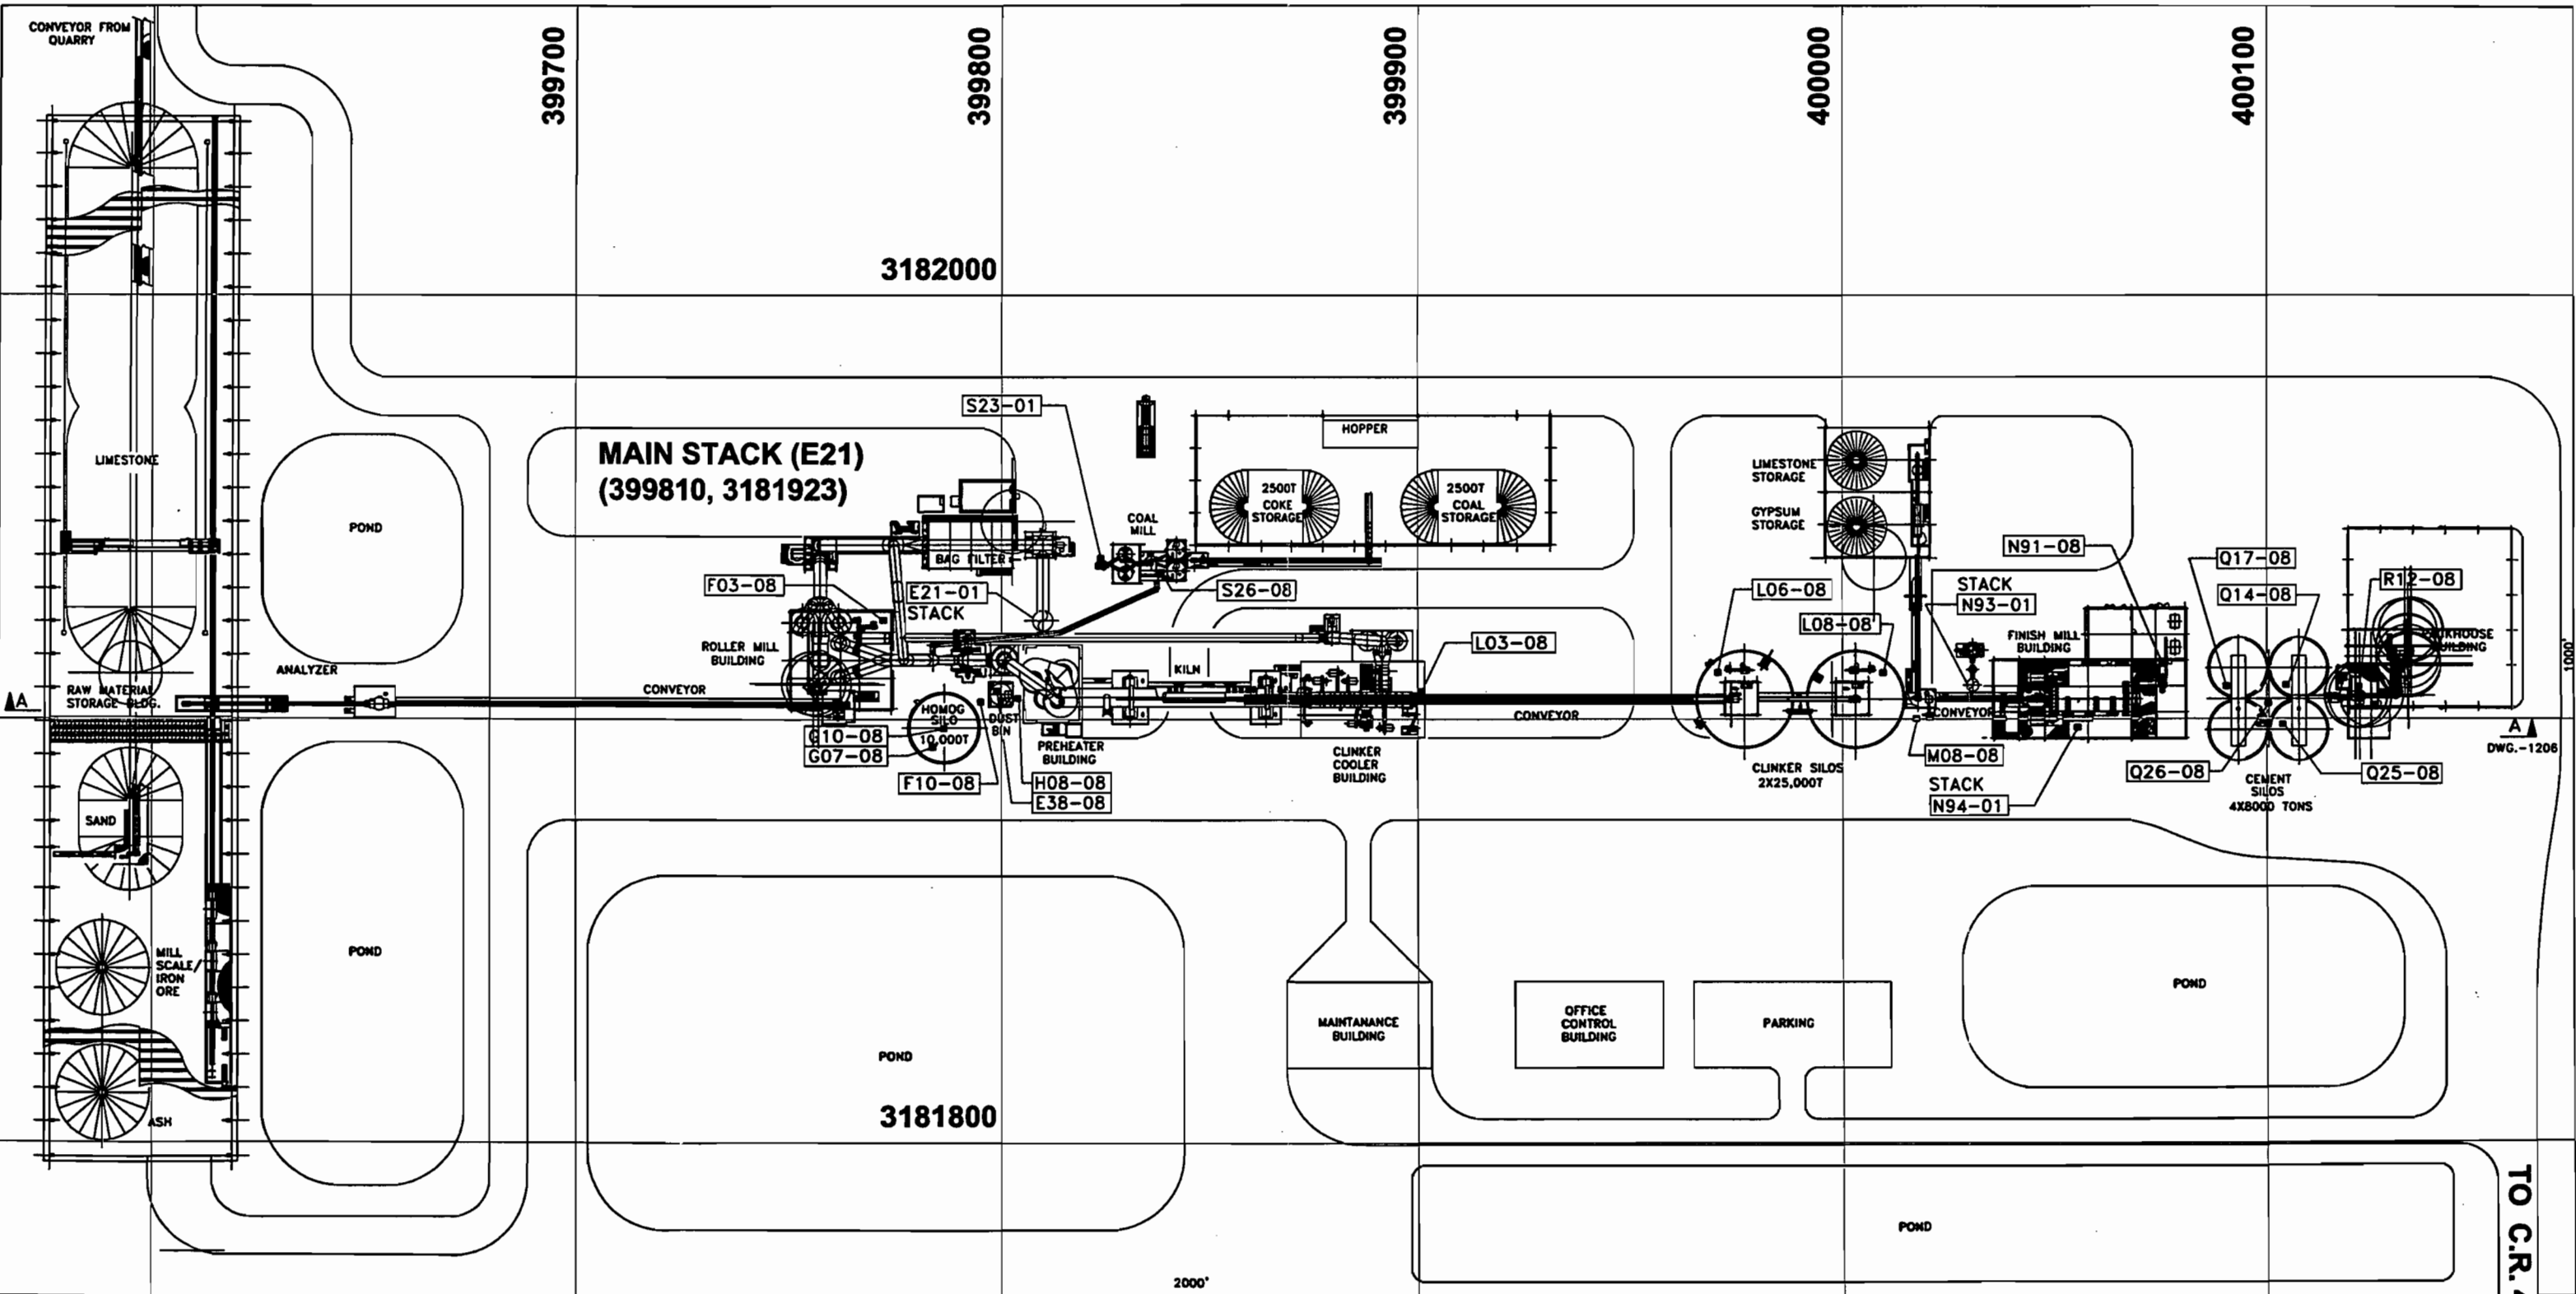 CONVEYOR FROM
QUARRY
399700
399800
399900
400000
400100
3182000
S23-01
HOPPER
MAIN STACK (E21)
(399810, 3181923)
LIMESTONE
LIMESTONE
STORAGE
2500T
COKE
STORAGE
2500T
COAL
STORAGE
POND
COAL
MILL
GYPSUM
STORAGE
BAG FILTER
N91-08
Q17-08
F03-08
E21-01
STACK
S26-08
L06-08
STACK
N93-01
R12-08
Q14-08
L08-08
ROLLER MILL
BUILDING
L03-08
FINISH MILL
BUILDING
BUILDING
1000'
ANALYZER
KILN
RAW MATERIAL
STORAGE BLDG.
CONVEYOR
A
HOMOG
SILO
10,000T
DUST
BIN
CONVEYOR
CONVEYOR
A
DWG.-1206
G10-08
G07-08
PREHEATER
BUILDING
CLINKER
COOLER
BUILDING
M08-08
F10-08
H08-08
E38-08
CLINKER SILOS
2X25,000T
STACK
N94-01
Q26-08
CEMENT
SILOS
4X8000 TONS
Q25-08
SAND
MILL
SCALE/
IRON
ORE
POND
POND
MAINTANANCE
BUILDING
OFFICE
CONTROL
BUILDING
PARKING
POND
ASH
3181800
POND
2000'
TO C.R.